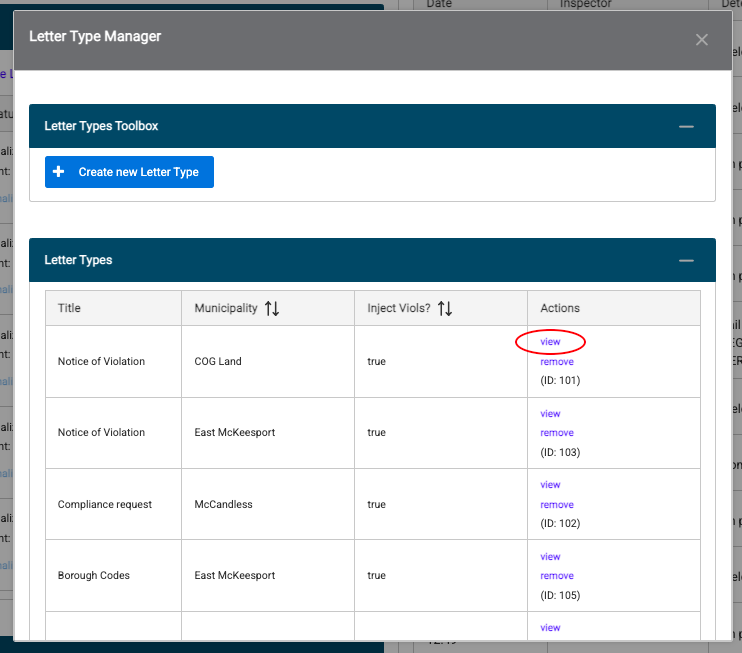 Date Inspector
Letter Type Manager
Letter Types Toolbox
Create new Letter Type
Letter Types
Title Municipality Inject Viols? Actions
Notice of Violation COG Land true view
remove
(ID: 101)
Notice of Violation East McKeesport true view
remove
(ID: 103)
Compliance request McCandless true view
remove
(ID: 102)
Borough Codes East McKeesport true view
remove
(ID: 105)
view